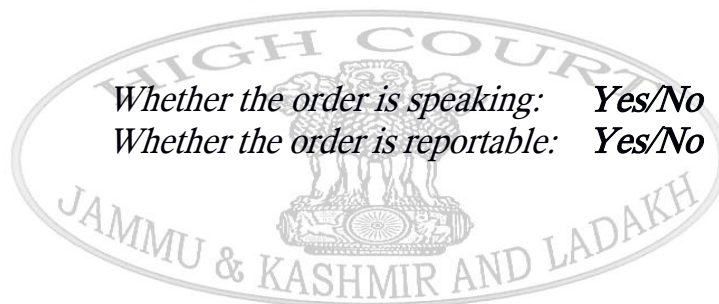 HIGH COURT
Whether the order is speaking: Yes/No
Whether the order is reportable: Yes/No
JAMMU & KASHMIR AND LADAKH